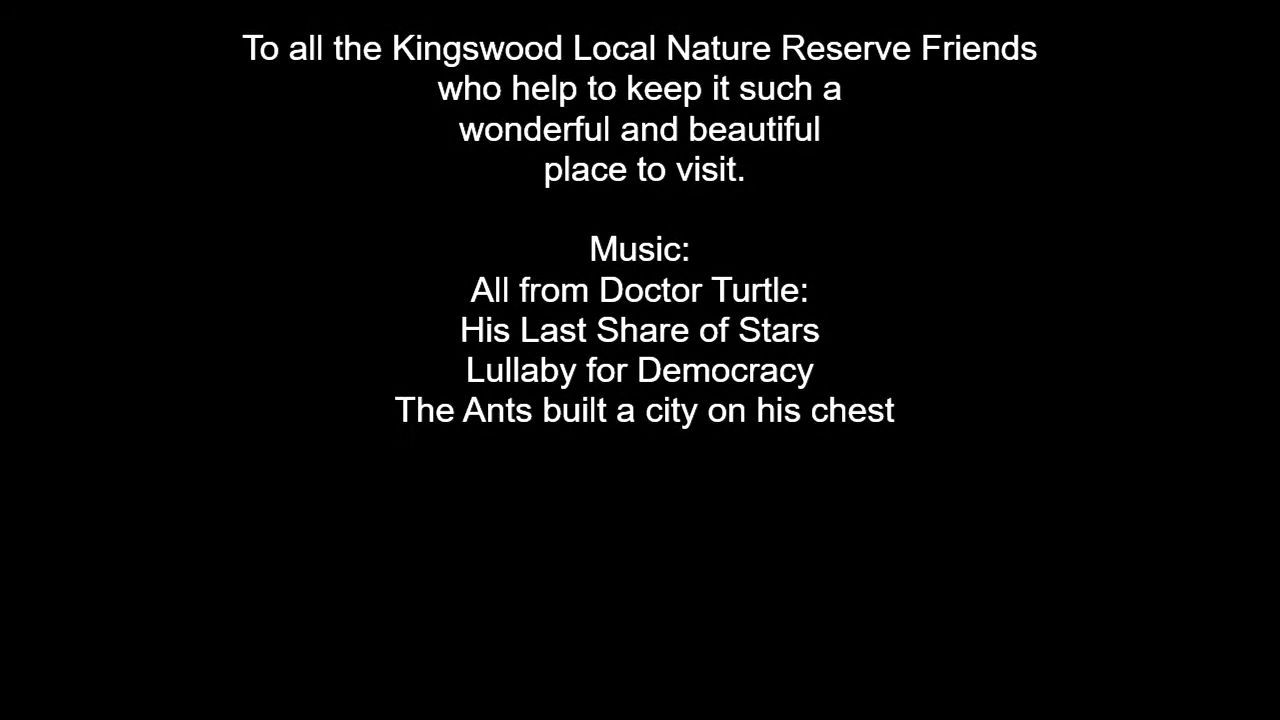 To all the Kingswood Local Nature Reserve Friends
who help to keep it such a
wonderful and beautiful
place to visit.
Music:
All from Doctor Turtle:
His Last Share of Stars
Lullaby for Democracy
The Ants built a city on his chest